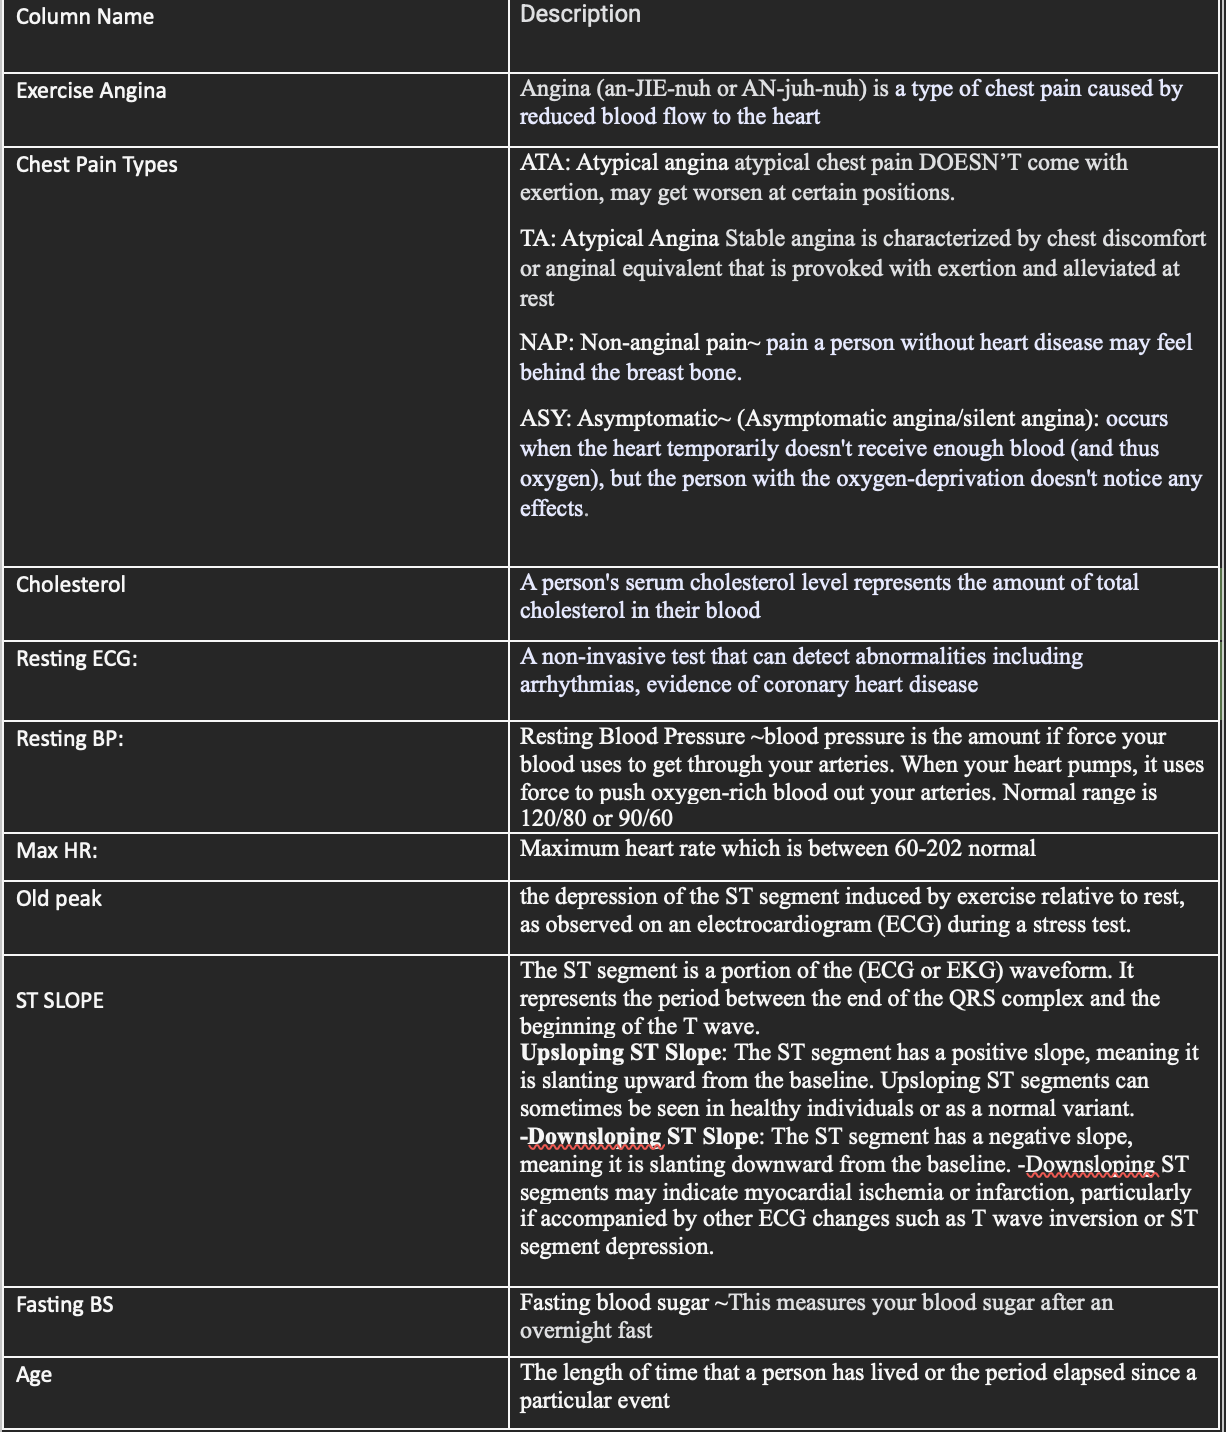 Column Name
Description
Exercise Angina
Angina (an-JIE-nuh or AN-juh-nuh) is a type of chest pain caused by
reduced blood flow to the heart
Chest Pain Types
ATA: Atypical angina atypical chest pain DOESN’T come with
exertion, may get worsen at certain positions.
TA: Atypical Angina Stable angina is characterized by chest discomfort
or anginal equivalent that is provoked with exertion and alleviated at
rest
NAP: Non-anginal pain~ pain a person without heart disease may feel
behind the breast bone.
ASY: Asymptomatic~ (Asymptomatic angina/silent angina): occurs
when the heart temporarily doesn't receive enough blood (and thus
oxygen), but the person with the oxygen-deprivation doesn't notice any
effects.
Cholesterol
A person's serum cholesterol level represents the amount of total
cholesterol in their blood
Resting ECG:
A non-invasive test that can detect abnormalities including
arrhythmias, evidence of coronary heart disease
Resting BP:
Resting Blood Pressure ~blood pressure is the amount if force your
blood uses to get through your arteries. When your heart pumps, it uses
force to push oxygen-rich blood out your arteries. Normal range is
120/80 or 90/60
Max HR:
Maximum heart rate which is between 60-202 normal
Old peak
the depression of the ST segment induced by exercise relative to rest,
as observed on an electrocardiogram (ECG) during a stress test.
ST SLOPE
The ST segment is a portion of the (ECG or EKG) waveform. It
represents the period between the end of the QRS complex and the
beginning of the T wave.
Upsloping ST Slope: The ST segment has a positive slope, meaning it
is slanting upward from the baseline. Upsloping ST segments can
sometimes be seen in healthy individuals or as a normal variant.
-Downsloping ST Slope: The ST segment has a negative slope,
meaning it is slanting downward from the baseline. -Downsloping ST
segments may indicate myocardial ischemia or infarction, particularly
if accompanied by other ECG changes such as T wave inversion or ST
segment depression.
Fasting BS
Fasting blood sugar ~This measures your blood sugar after an
overnight fast
Age
The length of time that a person has lived or the period elapsed since a
particular event